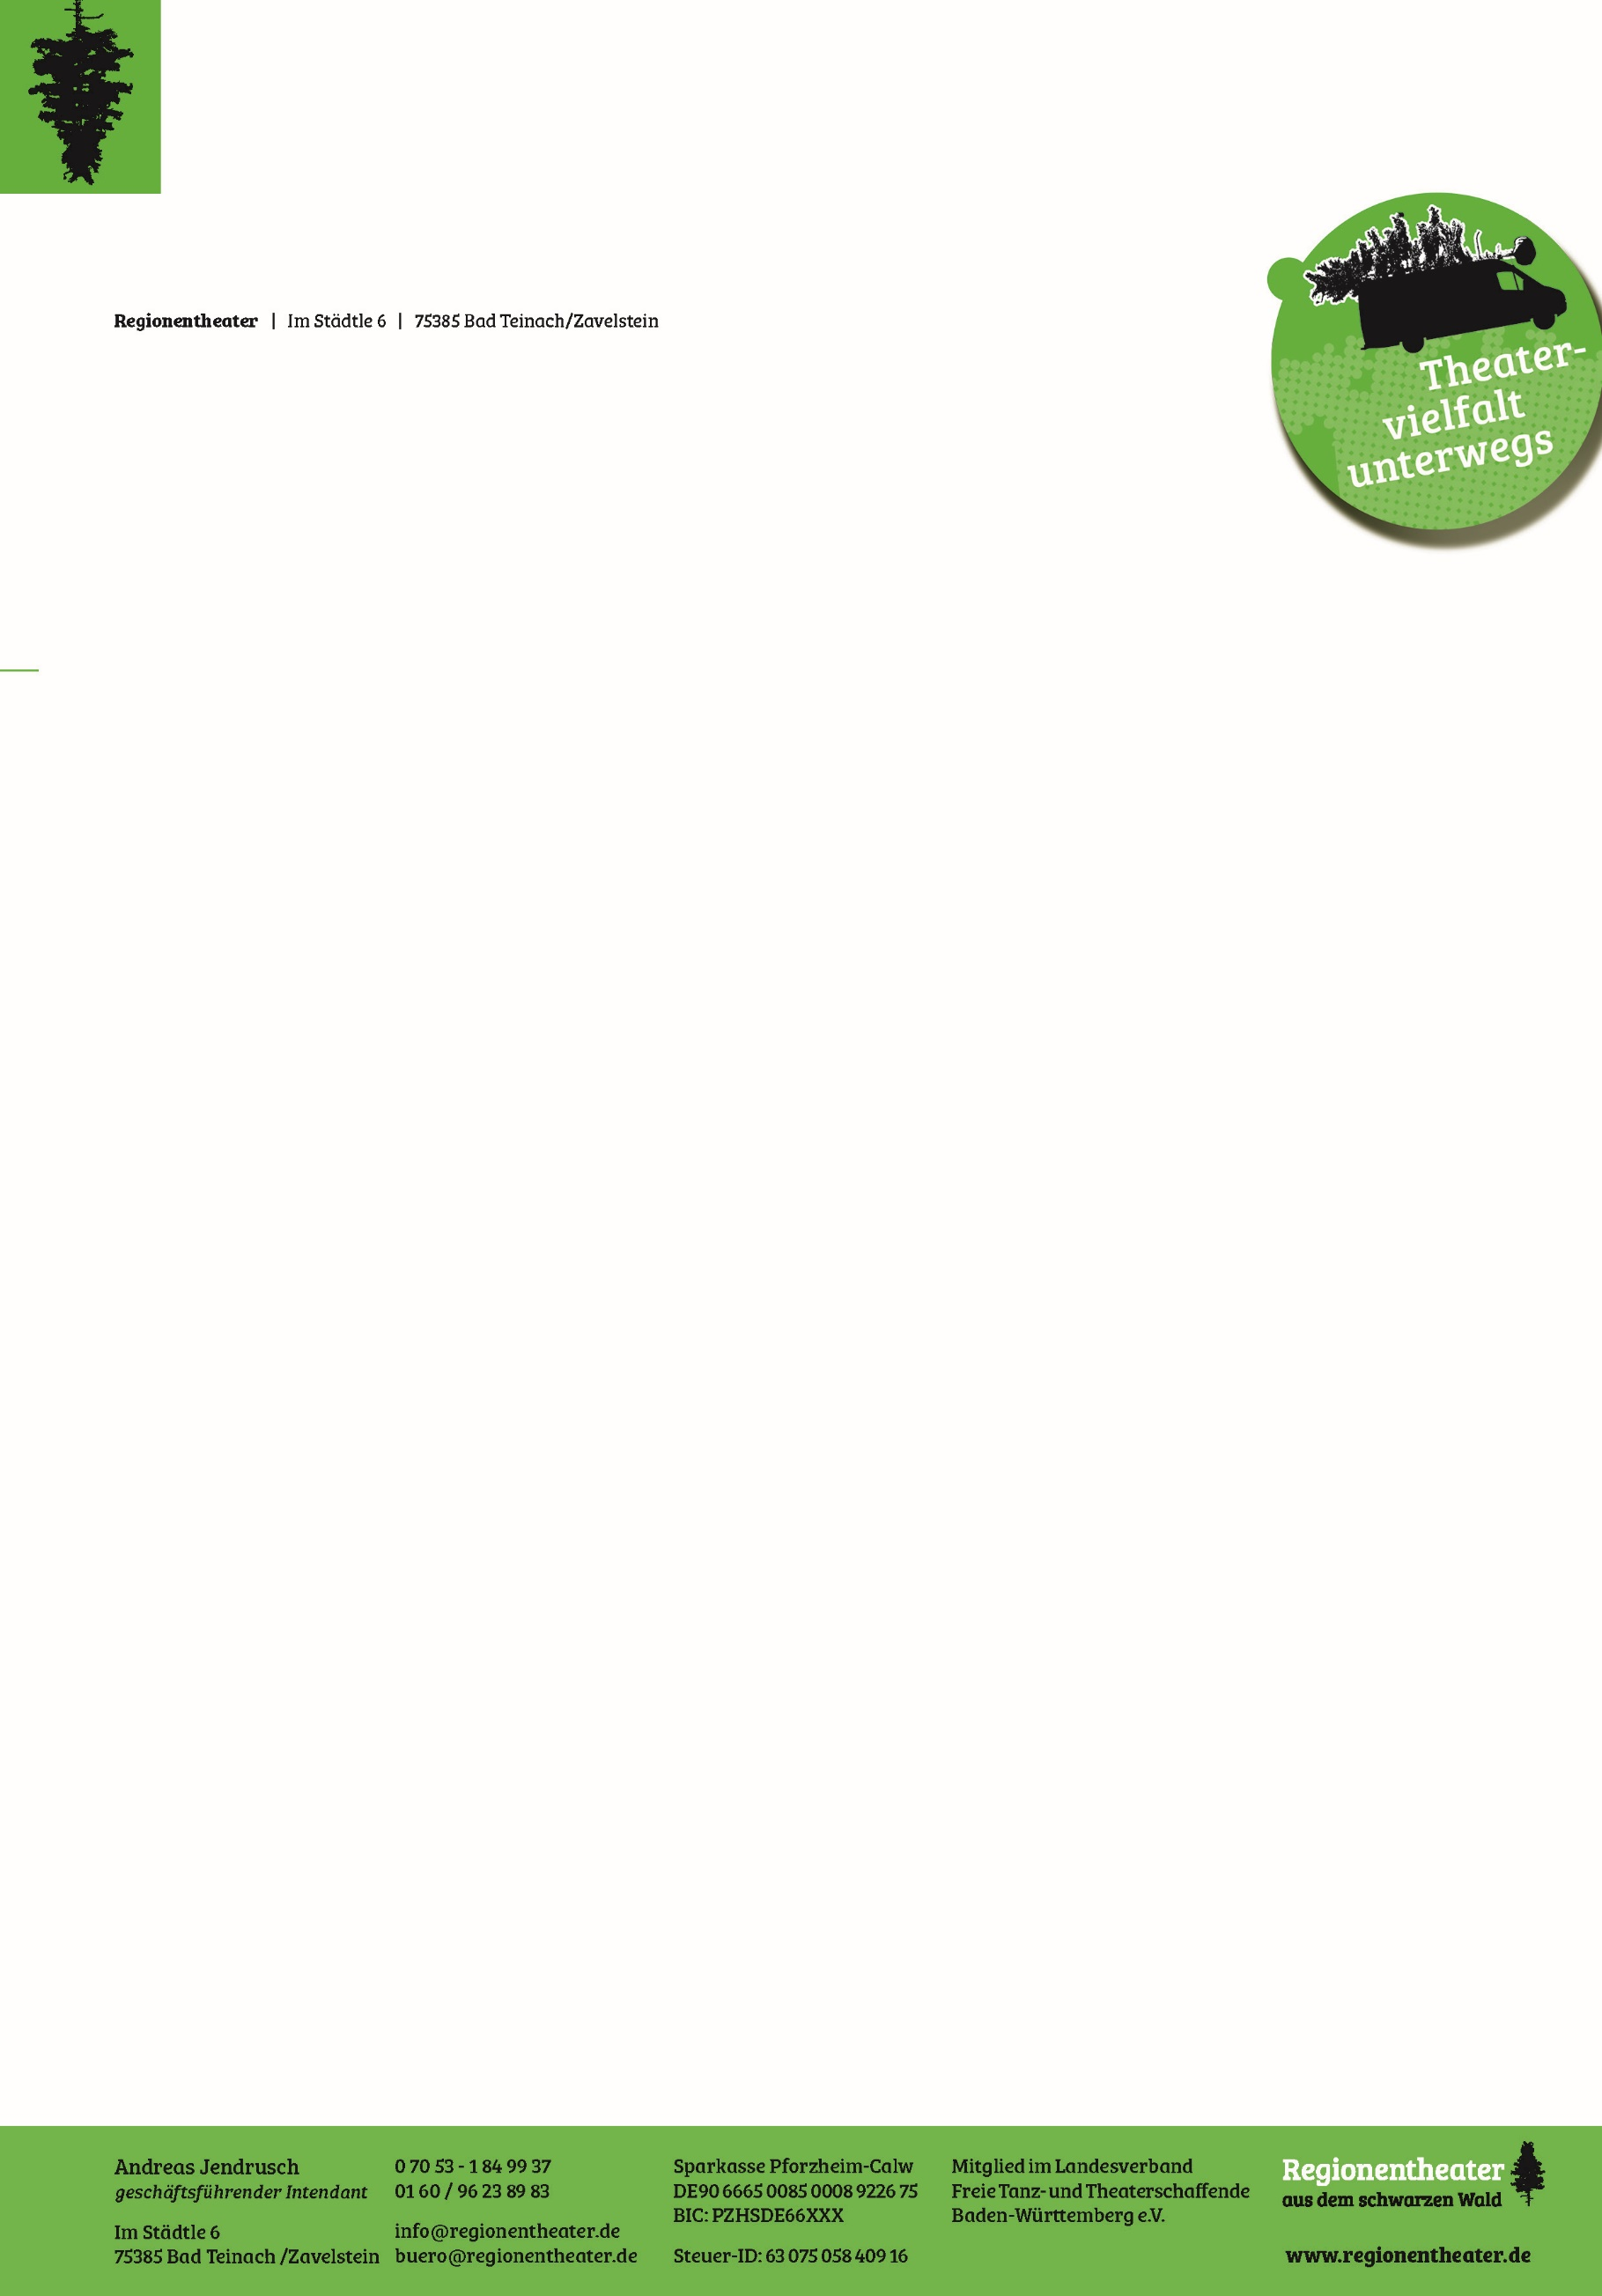 Regionentheater | Im Städtle 6 | 75385 Bad Teinach/Zavelstein
Theater-
vielfalt
unterwegs
Andreas Jendrusch
geschäftsführender Intendant
Im Städtle 6
75385 Bad Teinach /Zavelstein
0 70 53 - 1 84 99 37
01 60 / 96 23 89 83
info@regionentheater.de
buero@regionentheater.de
Sparkasse Pforzheim-Calw
DE90 6665 0085 0008 9226 75
BIC: PZHSDE66XXX
Steuer-ID: 63 075 058 409 16
Mitglied im Landesverband
Freie Tanz- und Theaterschaffende
Baden-Württemberg e.V.
Regionentheater
aus dem schwarzen Wald
www.regionentheater.de